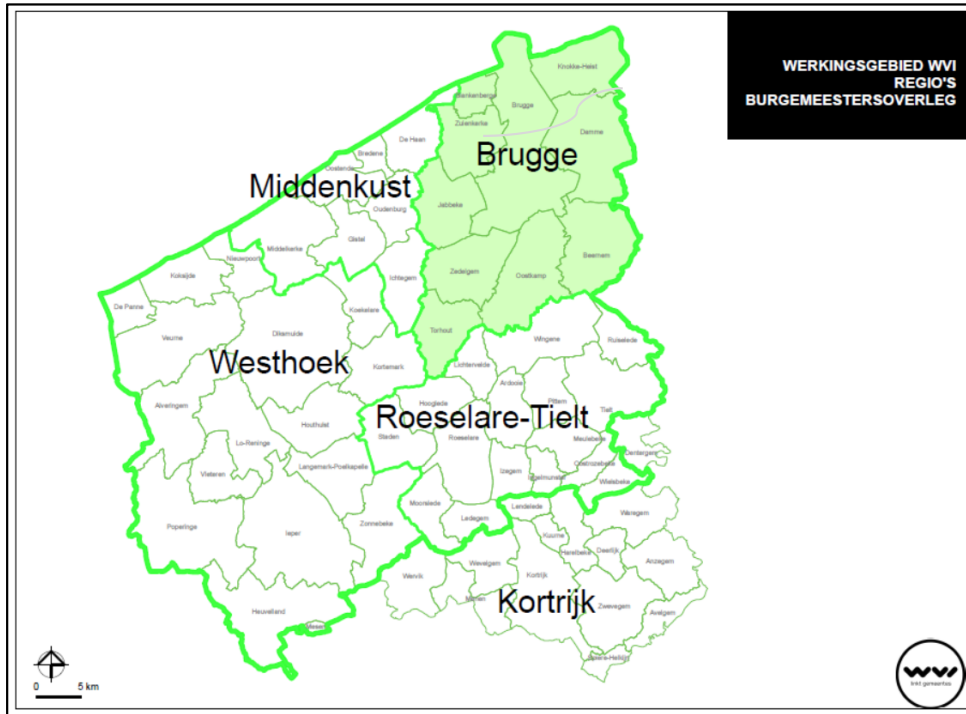 WERKINGSGEBIED WVI
REGIO'S
BURGEMEESTERSOVERLEG
Knokke-Heist
Blankenberge
Brugge
Zuienkerke
Damme
De Haan
Brugge
Bredene
Oostende
Middenkust
Jabbeke
Oudenburg
Gistel
Middelkerke
Beernem
Nieuwpoort
Zedelgem
Oostkamp
Koksijde
Ichtegem
De Panne
Koekelare
Torhout
Diksmuide
Veurne
Wingene
Ruiselede
Westhoek
Kortemark
Lichtervelde
Ardooie
Pittem
Alveringem
Hooglede
Tielt
Roeselare-Tielt
Houthulst
Staden
Roeselare
Meulebeke
Lo-Reninge
Dentergem
Langemark-Poelkapelle
Oostrozebeke
Vleteren
Izegem
Ingelmunster
Wielsbeke
Moorslede
Lendelede
Waregem
Poperinge
Zonnebeke
Ledegem
Ieper
Kuurne
Harelbeke
Deerlijk
Wevelgem
Anzegem
Wervik
Kortrijk
Menen
Kortrijk
Zwevegem
Heuvelland
Avelgem
Mesen
Spiere-Helkijn
0 5 km
wvi
linkt gemeentes